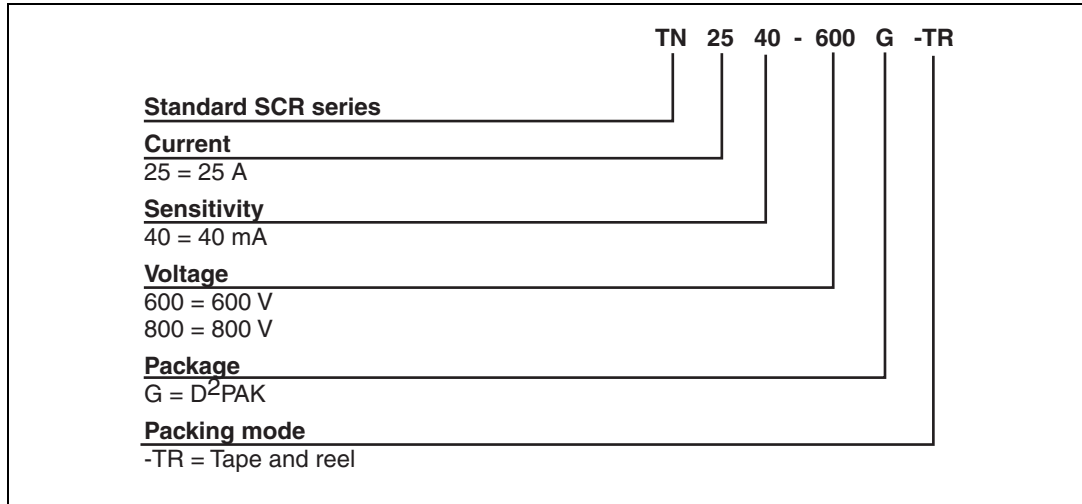 TN 25 40 - 600 G -TR
Standard SCR series
Current
25 = 25 A
Sensitivity
40 = 40 mA
Voltage
600 = 600 V
800 = 800 V
Package
G = D²PAK
Packing mode
-TR = Tape and reel